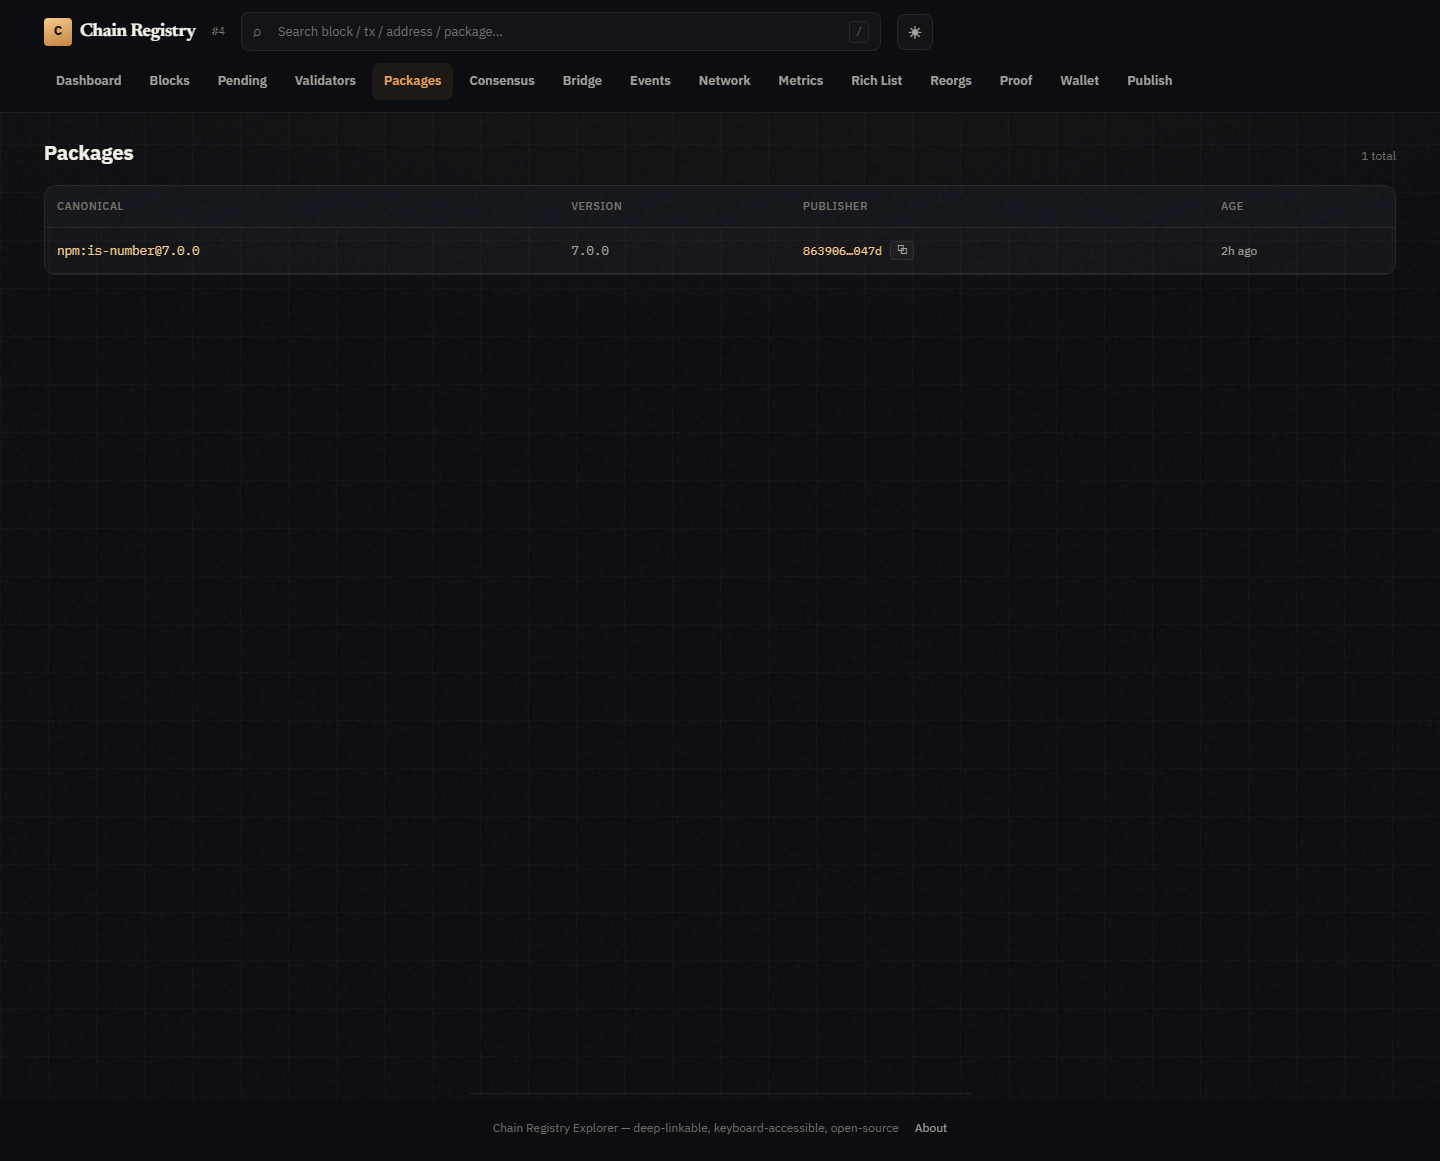 C Chain Registry #4 Search block / tx / address / package... /
Dashboard Blocks Pending Validators Packages Consensus Bridge Events Network Metrics Rich List Reorgs Proof Wallet Publish
Packages 1 total
CANONICAL VERSION PUBLISHER AGE
npm:is-number@7.0.0 7.0.0 863906…047d 2h ago
Chain Registry Explorer — deep-linkable, keyboard-accessible, open-source About